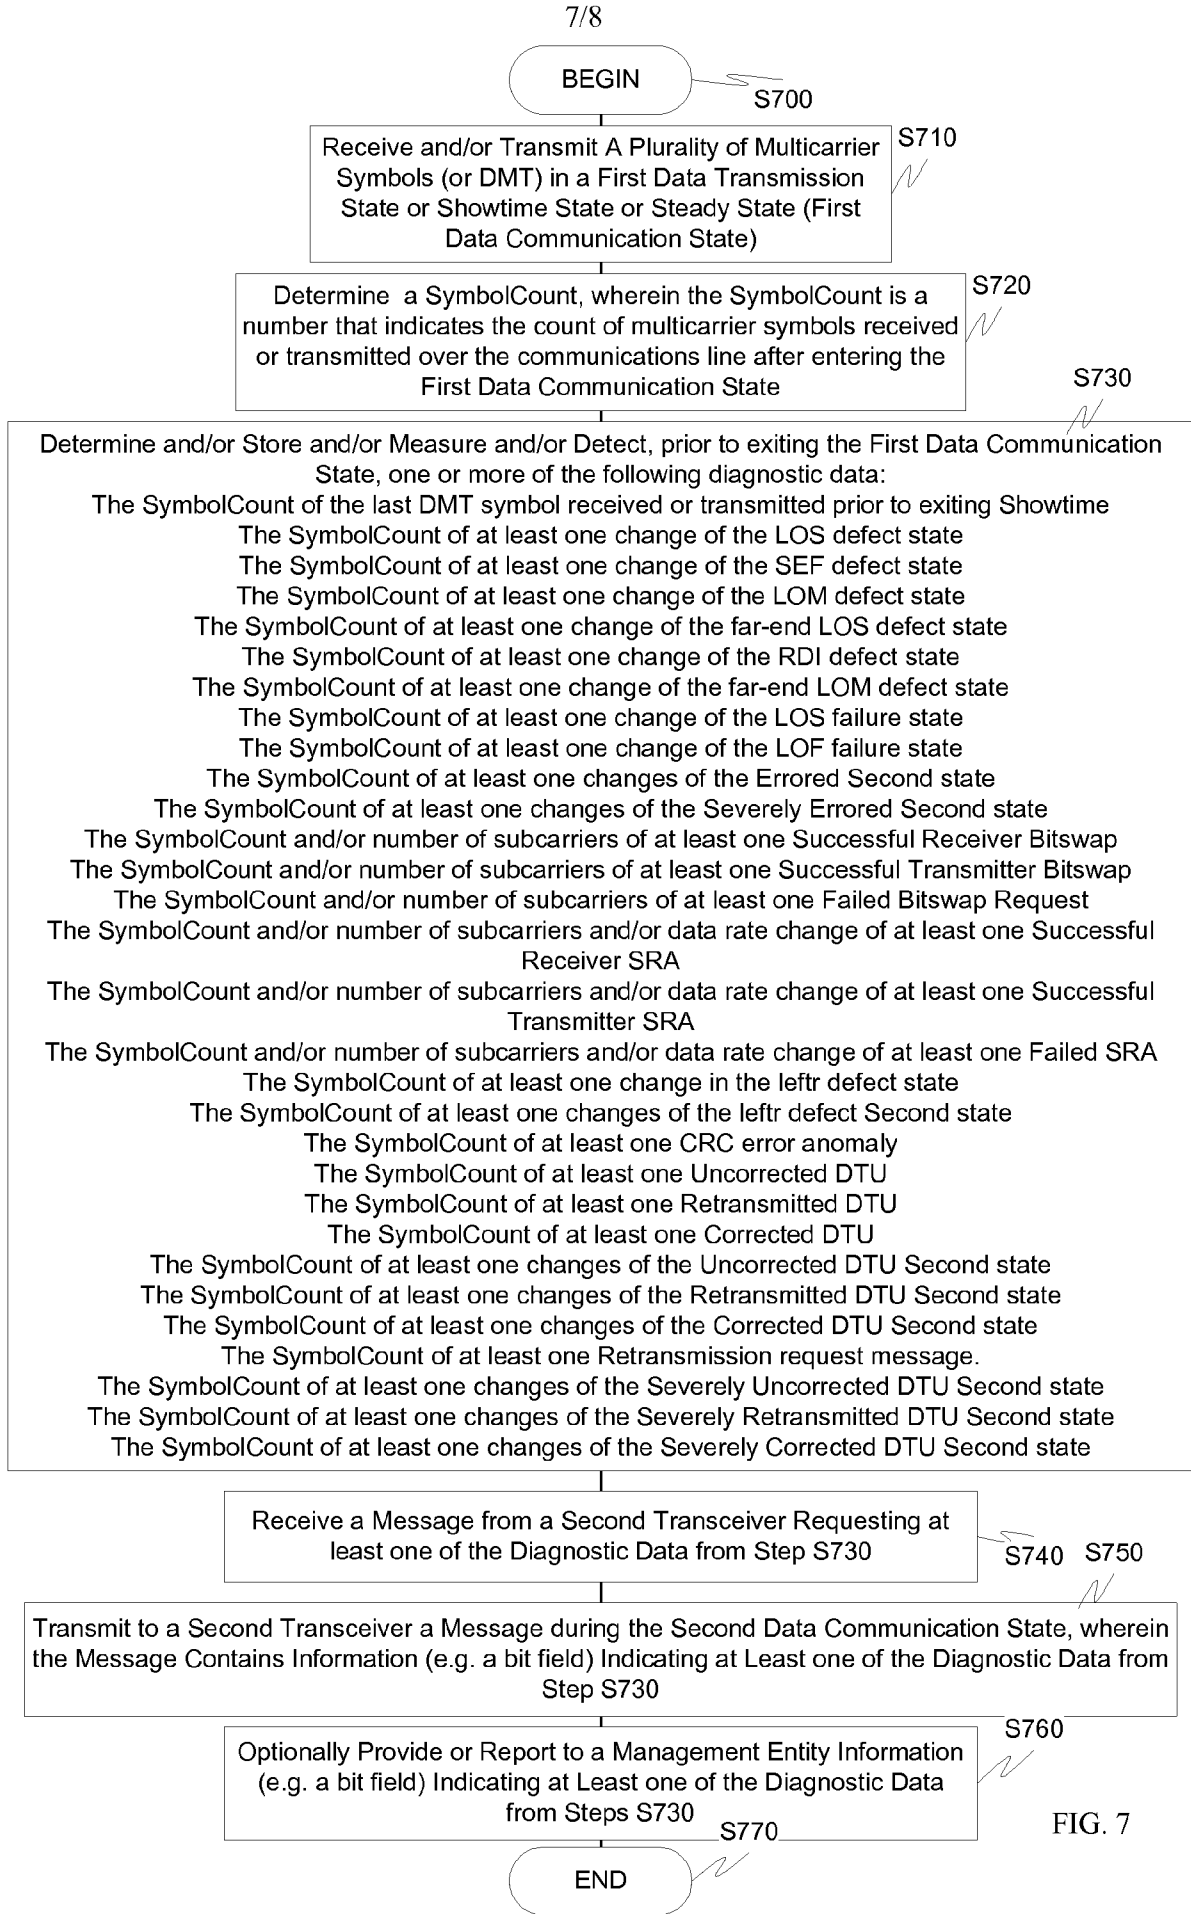 7/8
BEGIN
S700
S710
Receive and/or Transmit A Plurality of Multicarrier
Symbols (or DMT) in a First Data Transmission
State or Showtime State or Steady State (First
Data Communication State)
S720
Determine a SymbolCount, wherein the SymbolCount is a
number that indicates the count of multicarrier symbols received
or transmitted over the communications line after entering the
First Data Communication State
S730
Determine and/or Store and/or Measure and/or Detect, prior to exiting the First Data Communication
State, one or more of the following diagnostic data:
The SymbolCount of the last DMT symbol received or transmitted prior to exiting Showtime
The SymbolCount of at least one change of the LOS defect state
The SymbolCount of at least one change of the SEF defect state
The SymbolCount of at least one change of the LOM defect state
The SymbolCount of at least one change of the far-end LOS defect state
The SymbolCount of at least one change of the RDI defect state
The SymbolCount of at least one change of the far-end LOM defect state
The SymbolCount of at least one change of the LOS failure state
The SymbolCount of at least one change of the LOF failure state
The SymbolCount of at least one changes of the Errored Second state
The SymbolCount of at least one changes of the Severely Errored Second state
The SymbolCount and/or number of subcarriers of at least one Successful Receiver Bitswap
The SymbolCount and/or number of subcarriers of at least one Successful Transmitter Bitswap
The SymbolCount and/or number of subcarriers of at least one Failed Bitswap Request
The SymbolCount and/or number of subcarriers and/or data rate change of at least one Successful
Receiver SRA
The SymbolCount and/or number of subcarriers and/or data rate change of at least one Successful
Transmitter SRA
The SymbolCount and/or number of subcarriers and/or data rate change of at least one Failed SRA
The SymbolCount of at least one change in the leftr defect state
The SymbolCount of at least one changes of the leftr defect Second state
The SymbolCount of at least one CRC error anomaly
The SymbolCount of at least one Uncorrected DTU
The SymbolCount of at least one Retransmitted DTU
The SymbolCount of at least one Corrected DTU
The SymbolCount of at least one changes of the Uncorrected DTU Second state
The SymbolCount of at least one changes of the Retransmitted DTU Second state
The SymbolCount of at least one changes of the Corrected DTU Second state
The SymbolCount of at least one Retransmission request message.
The SymbolCount of at least one changes of the Severely Uncorrected DTU Second state
The SymbolCount of at least one changes of the Severely Retransmitted DTU Second state
The SymbolCount of at least one changes of the Severely Corrected DTU Second state
Receive a Message from a Second Transceiver Requesting at
least one of the Diagnostic Data from Step S730
S740
S750
Transmit to a Second Transceiver a Message during the Second Data Communication State, wherein
the Message Contains Information (e.g. a bit field) Indicating at Least one of the Diagnostic Data from
Step S730
S760
Optionally Provide or Report to a Management Entity Information
(e.g. a bit field) Indicating at Least one of the Diagnostic Data
from Steps S730
S770
END
FIG. 7